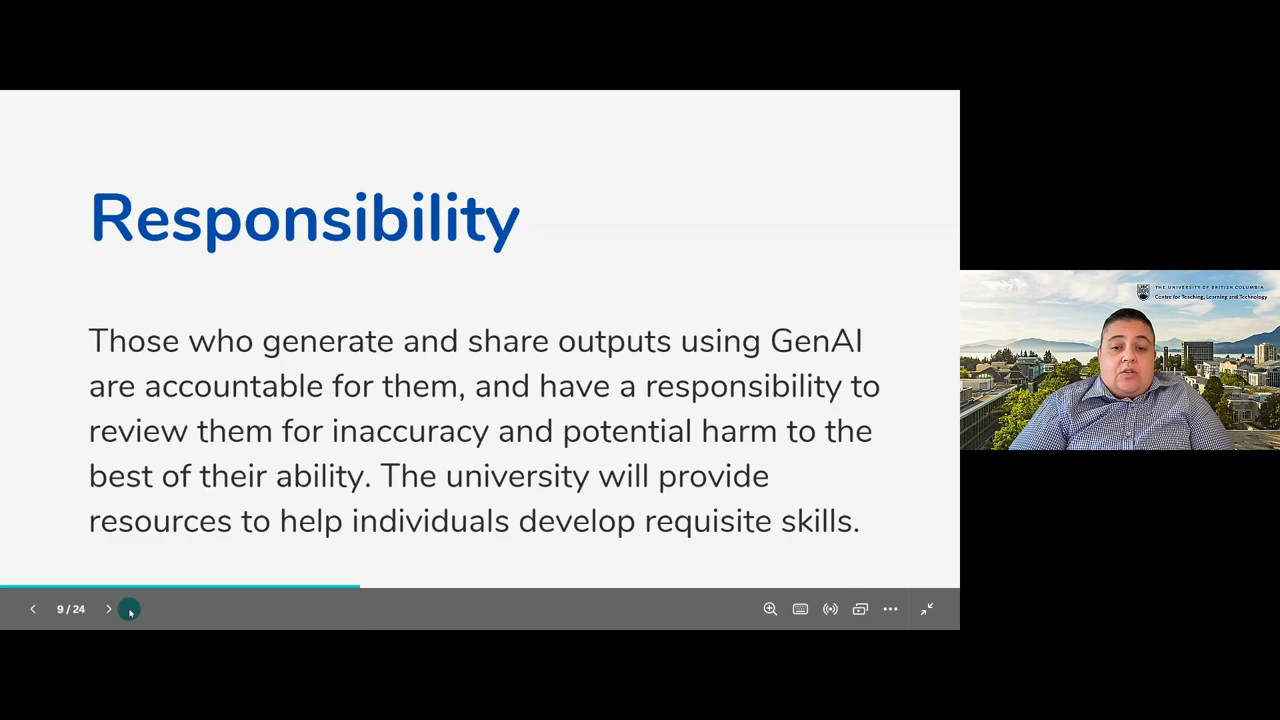 Responsibility
Those who generate and share outputs using GenAI
are accountable for them, and have a responsibility to
review them for inaccuracy and potential harm to the
best of their ability. The university will provide
resources to help individuals develop requisite skills.
9 / 24
THE UNIVERSITY OF BRITISH COLUMBIA
Centre for Teaching, Learning and Technology